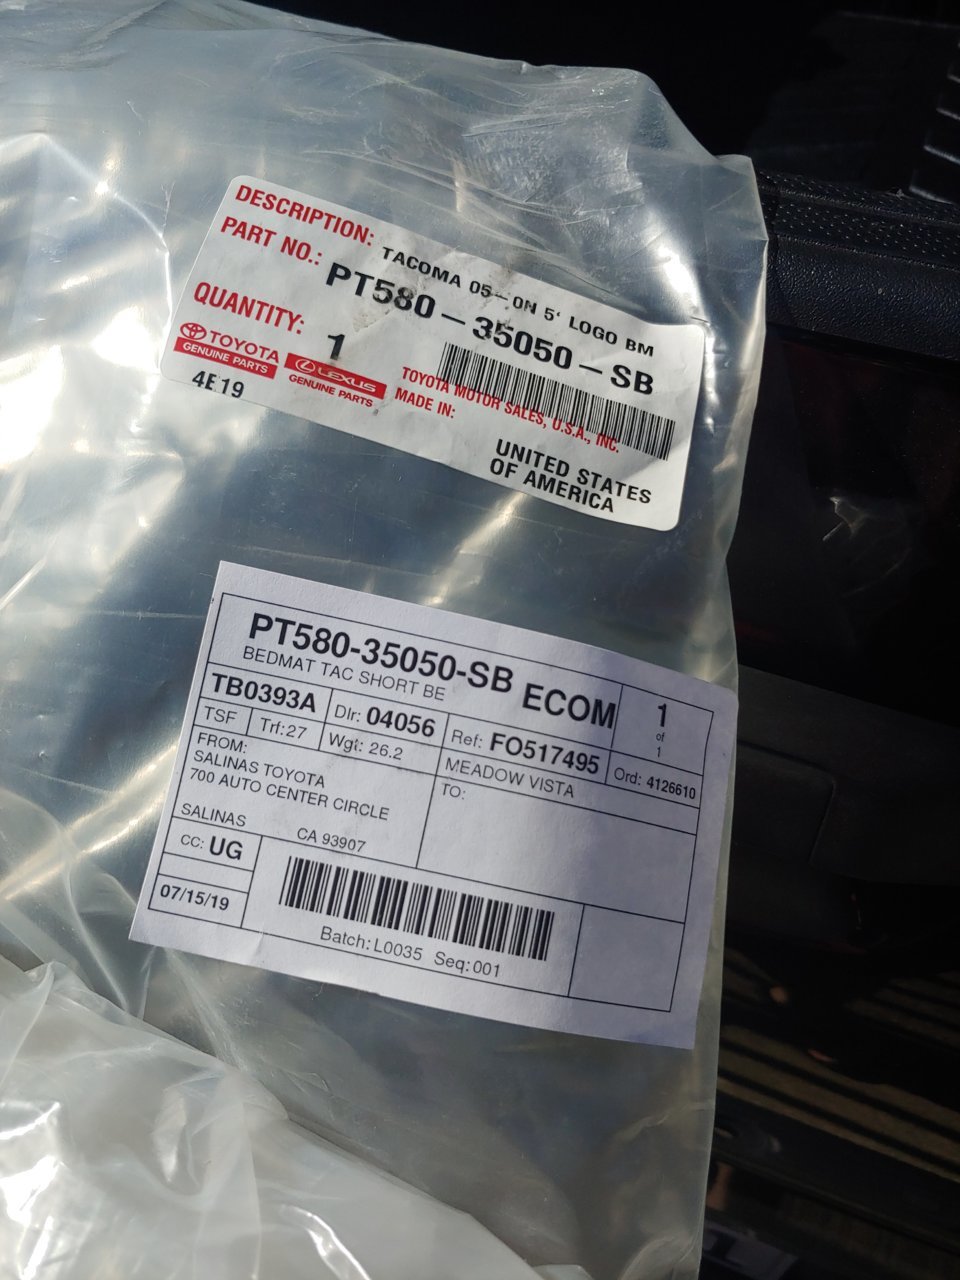 DESCRIPTION: TACOMA 05-ON 5' LOGO BM
PART NO.: PT580-35050-SB
QUANTITY: 1
TOYOTA
GENUINE PARTS
LEXUS
GENUINE PARTS
4E19
TOYOTA MOTOR SALES, U.S.A., INC.
MADE IN:
UNITED STATES
OF AMERICA
PT580-35050-SB ECOM
BEDMAT TAC SHORT BE
1
of
1
TB0393A Dlr: 04056 Ref: FO517495 Ord: 4126610
TSF Trf:27 Wgt: 26.2 MEADOW VISTA
FROM:
SALINAS TOYOTA
700 AUTO CENTER CIRCLE
SALINAS CA 93907
TO:
CC: UG
07/15/19
Batch:L0035 Seq:001